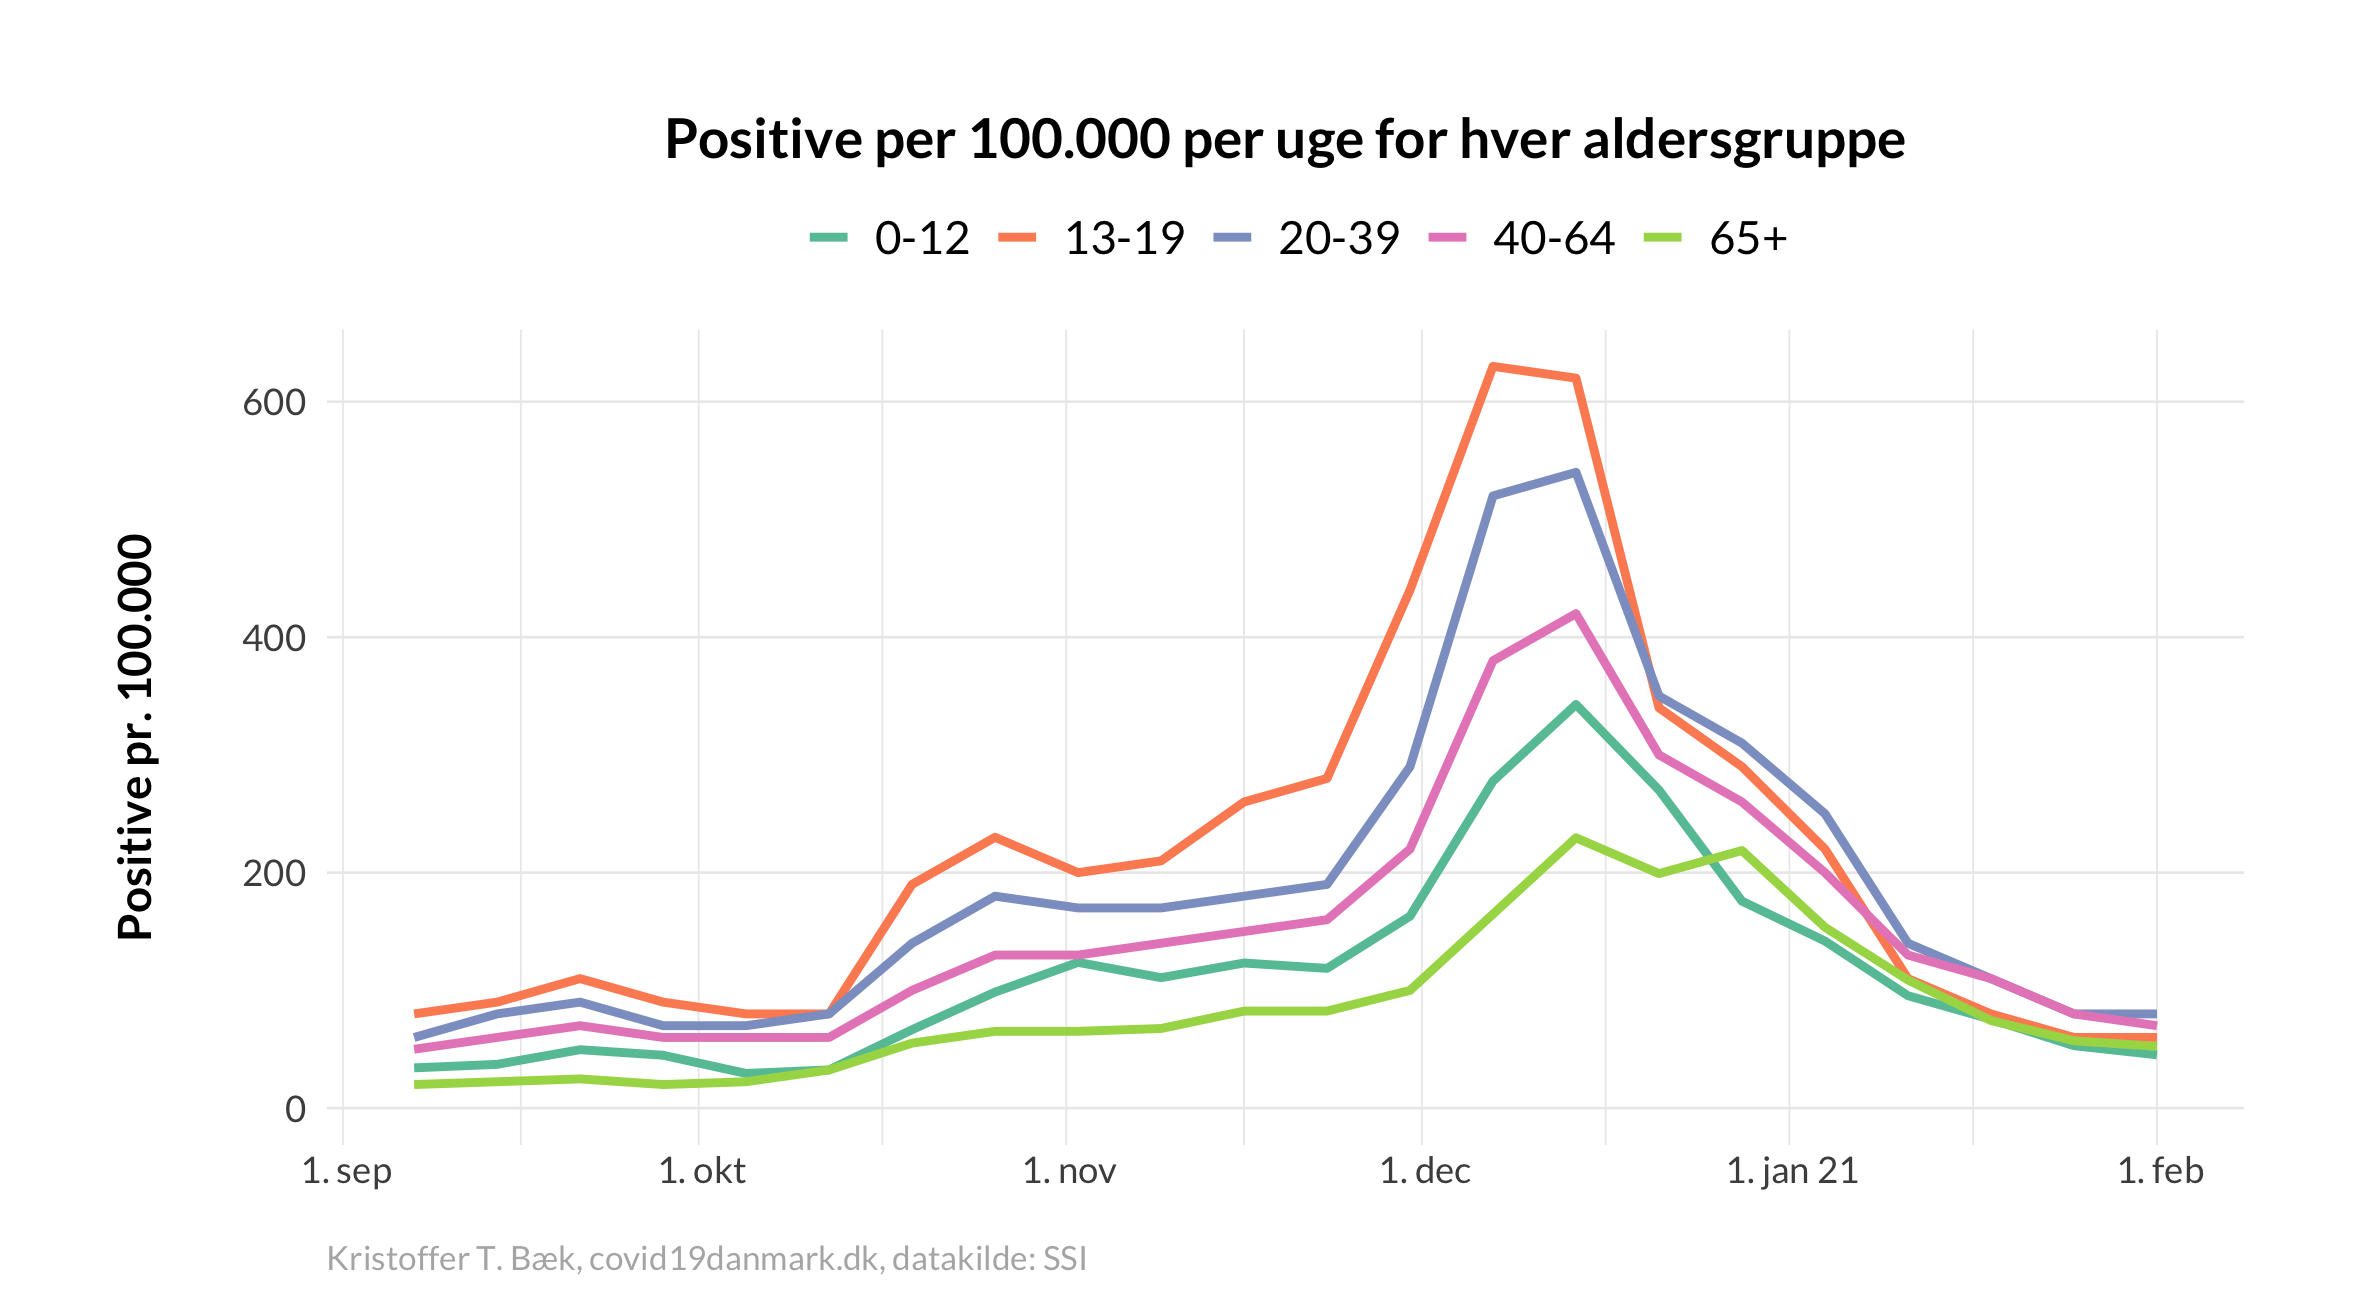 Positive per 100.000 per uge for hver aldersgruppe
0-12 13-19 20-39 40-64 65+
Positive pr. 100.000
600
400
200
0
1. sep 1. okt 1. nov 1. dec 1. jan 21 1. feb
Kristoffer T. Bæk, covid19danmark.dk, datakilde: SSI